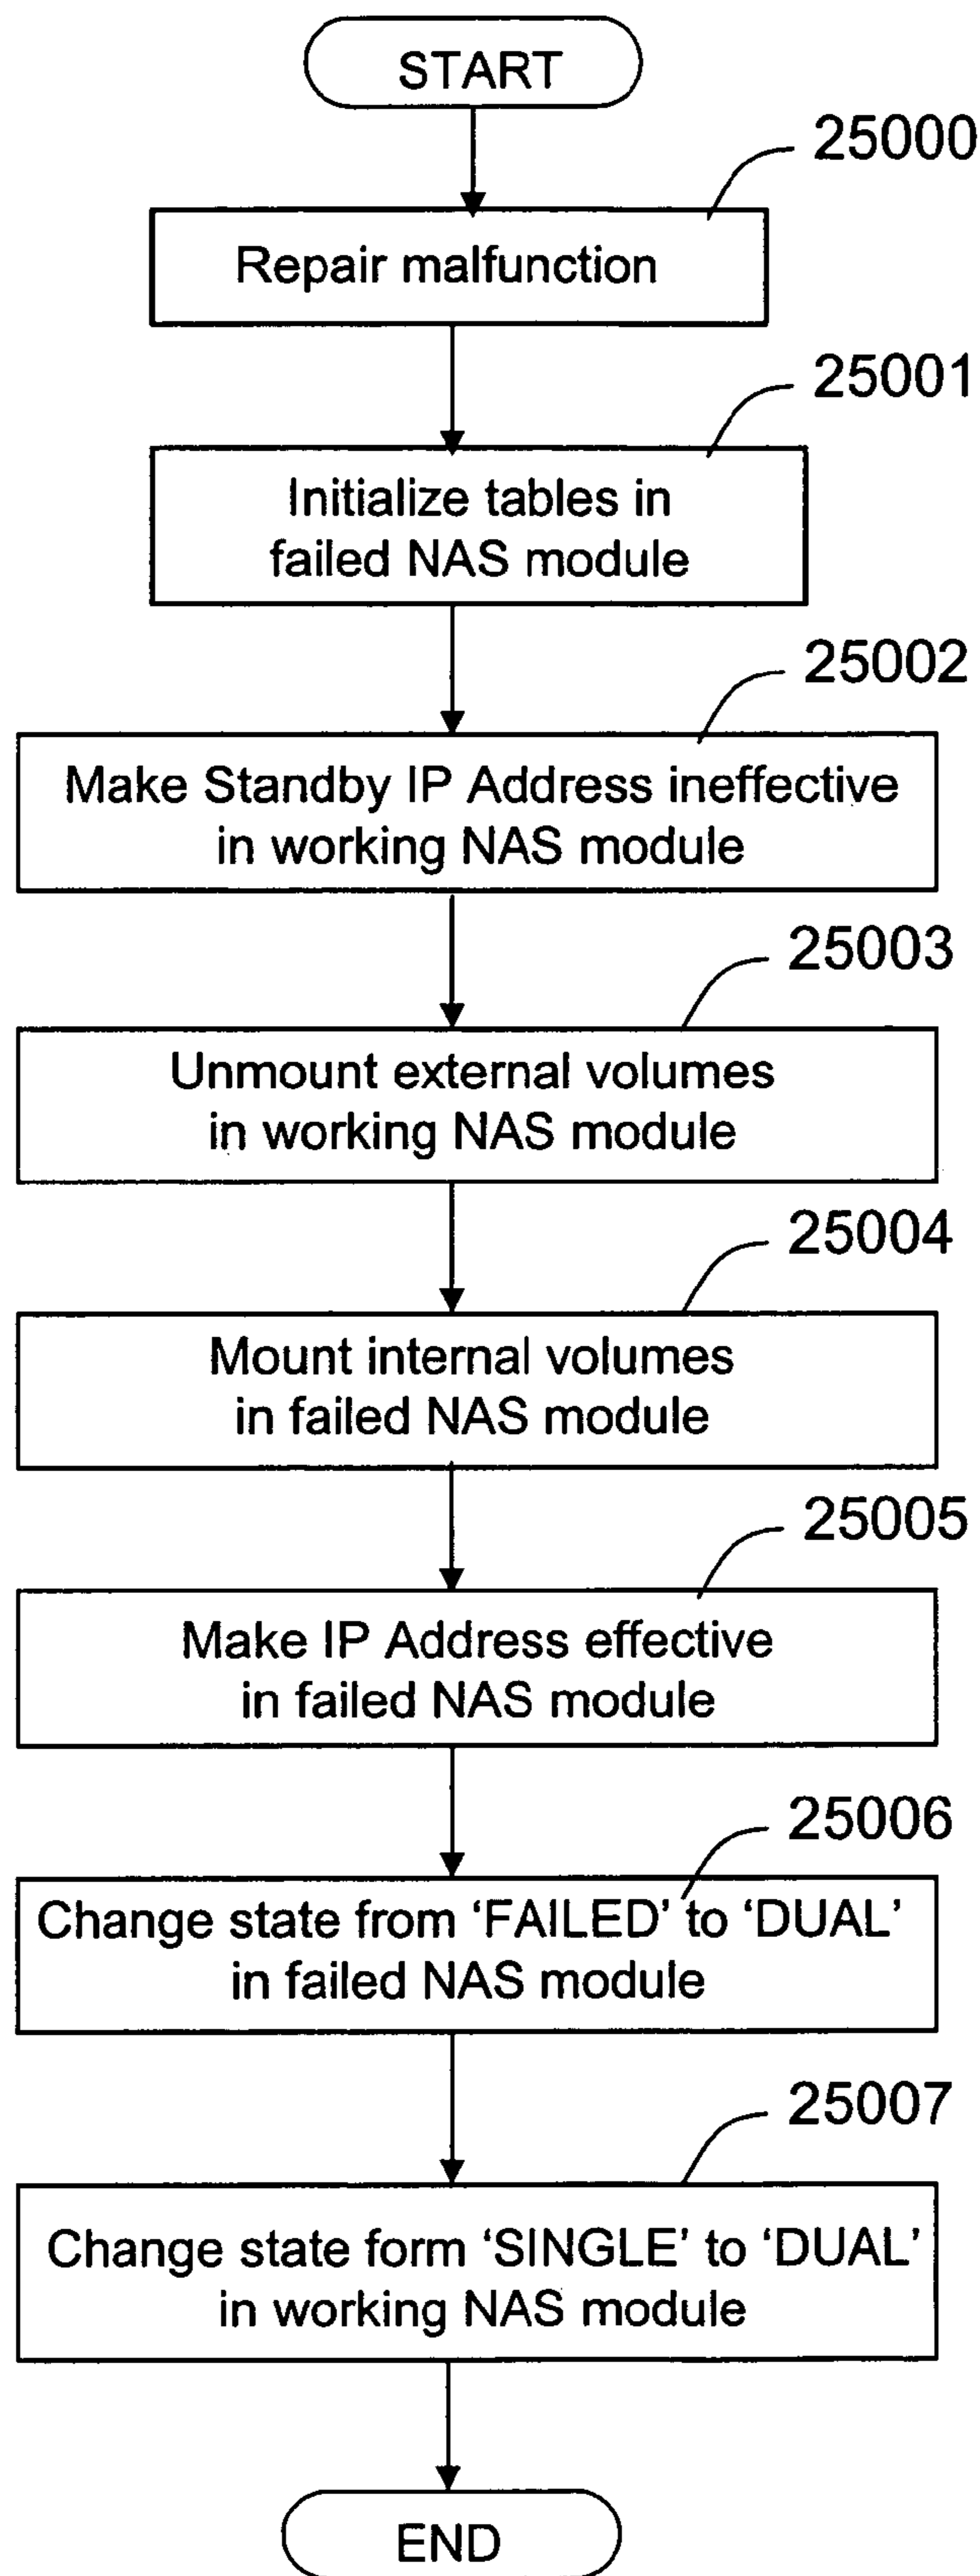 START
25000
Repair malfunction
25001
Initialize tables in
failed NAS module
25002
Make Standby IP Address ineffective
in working NAS module
25003
Unmount external volumes
in working NAS module
25004
Mount internal volumes
in failed NAS module
25005
Make IP Address effective
in failed NAS module
25006
Change state from ‘FAILED’ to ‘DUAL’
in failed NAS module
25007
Change state form ‘SINGLE’ to ‘DUAL’
in working NAS module
END